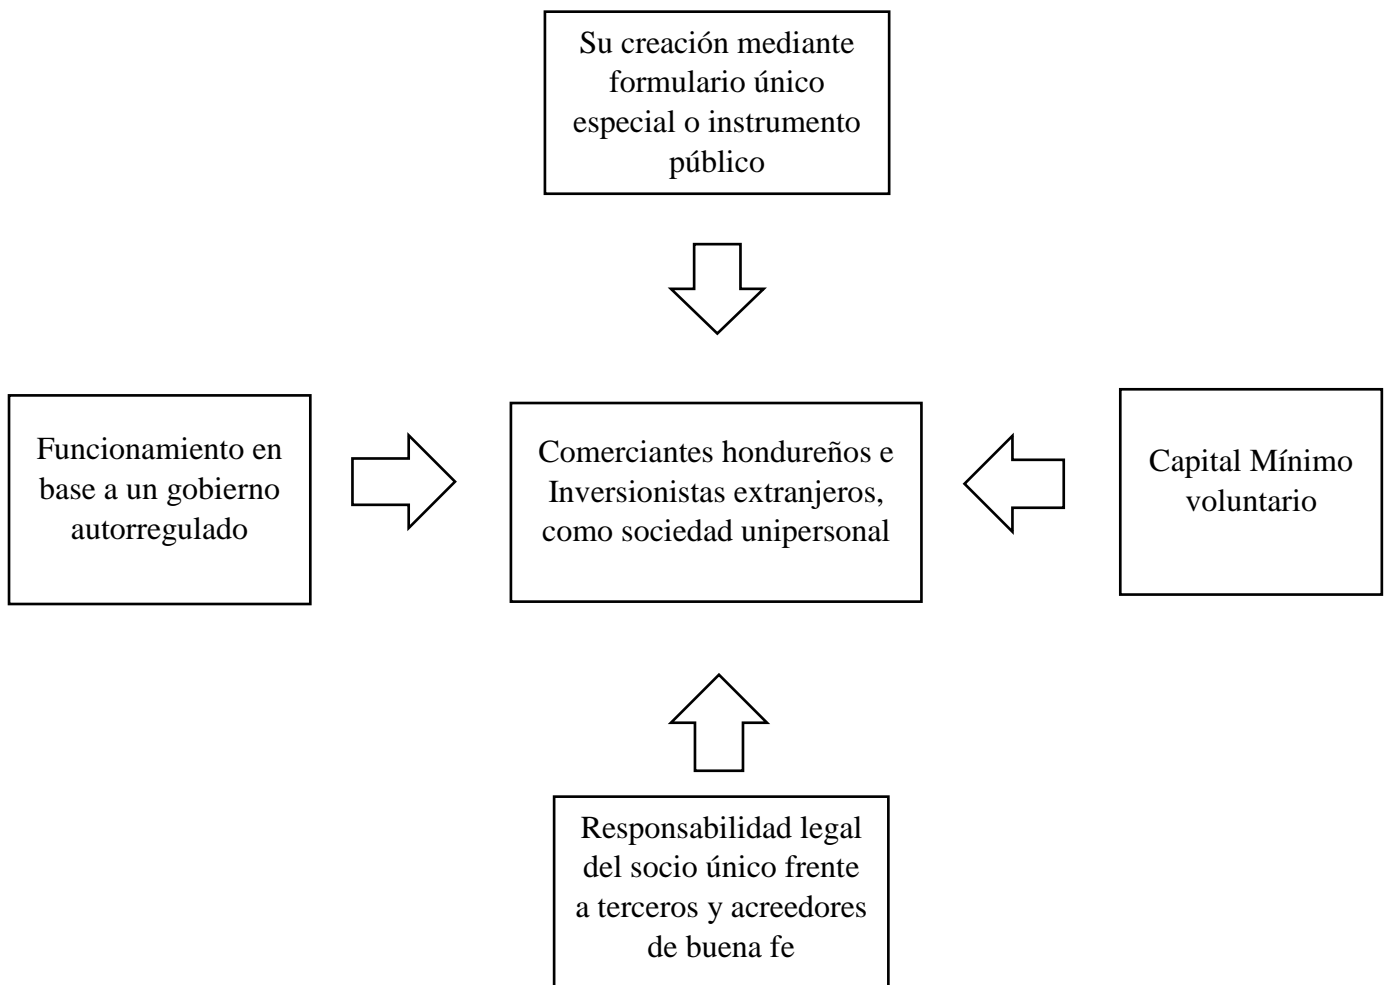 Su creación mediante
formulario único
especial o instrumento
público
Funcionamiento en
base a un gobierno
autorregulado
Comerciantes hondureños e
Inversionistas extranjeros,
como sociedad unipersonal
Capital Mínimo
voluntario
Responsabilidad legal
del socio único frente
a terceros y acreedores
de buena fe